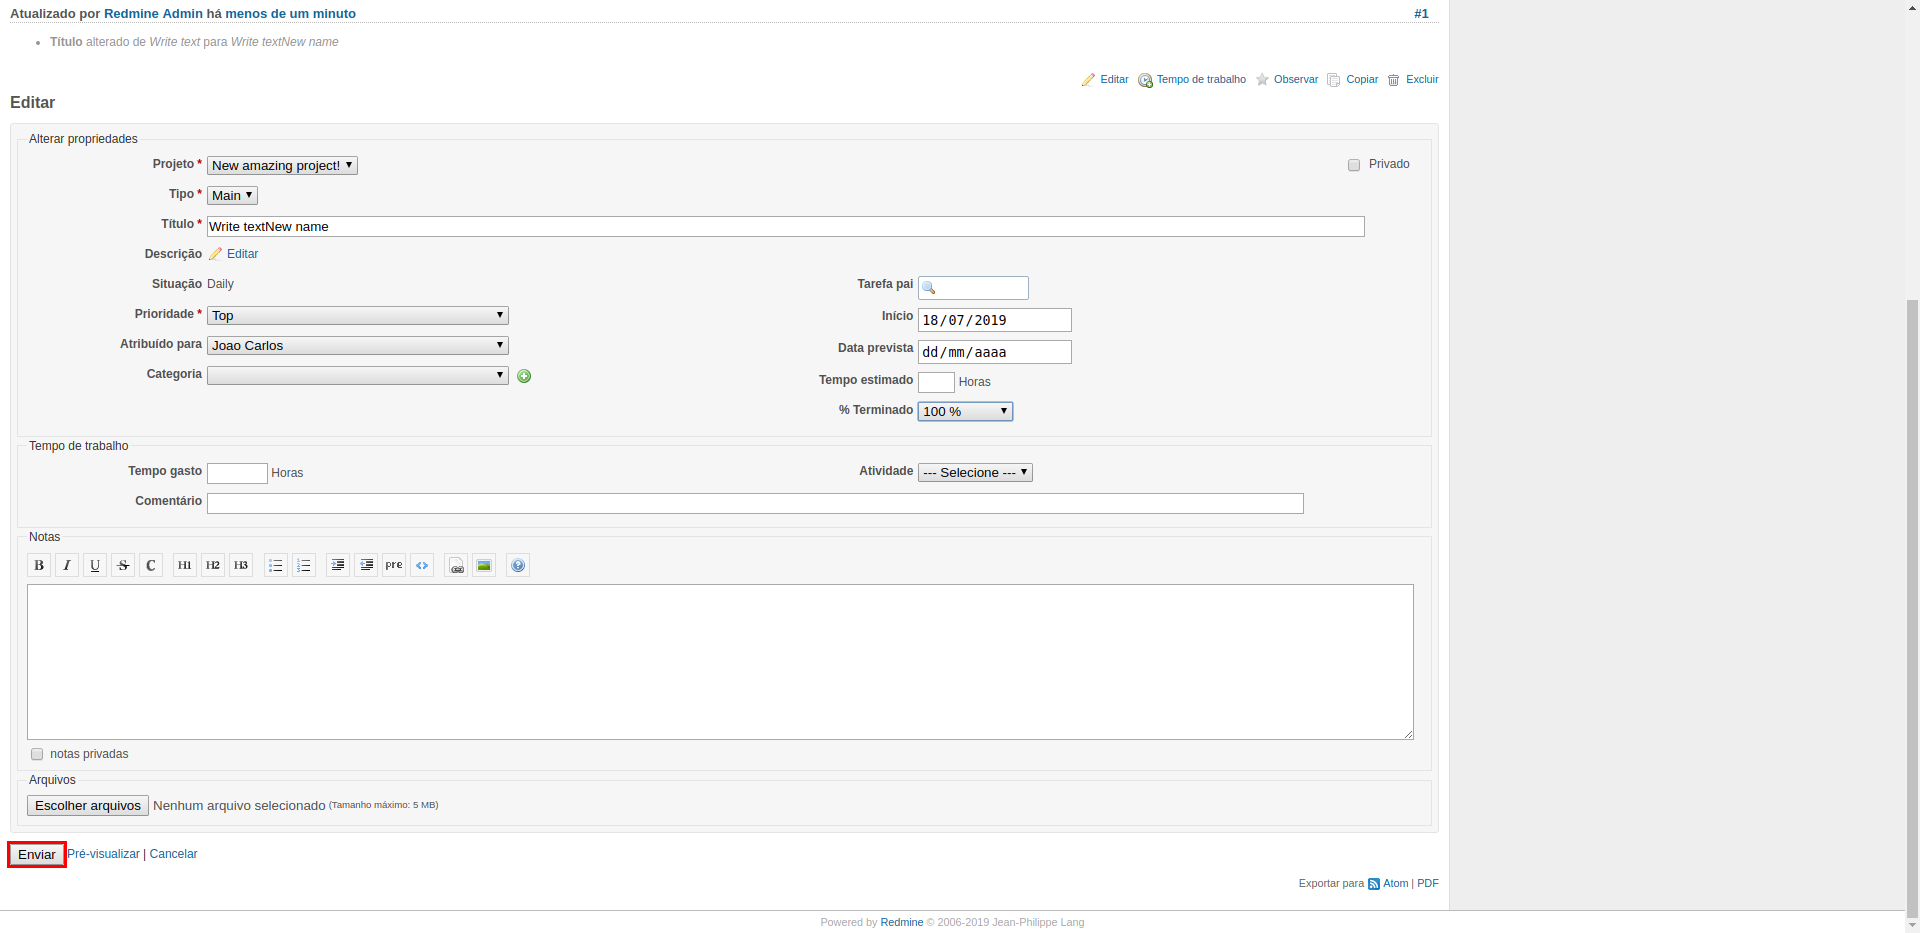 Atualizado por Redmine Admin há menos de um minuto #1
Título alterado de Write text para Write textNew name
Editar Tempo de trabalho Observar Copiar Excluir
Editar
Alterar propriedades
Projeto * New amazing project! Privado
Tipo * Main
Título * Write textNew name
Descrição Editar
Situação Daily Tarefa pai
Prioridade * Top Início 18/07/2019
Atribuído para Joao Carlos Data prevista dd/mm/aaaa
Categoria Tempo estimado Horas
% Terminado 100 %
Tempo de trabalho
Tempo gasto Horas Atividade --- Selecione ---
Comentário
Notas
B I U S C H1 H2 H3 pre <>
notas privadas
Arquivos
Escolher arquivos Nenhum arquivo selecionado (Tamanho máximo: 5 MB)
Enviar Pré-visualizar | Cancelar
Exportar para Atom | PDF
Powered by Redmine © 2006-2019 Jean-Philippe Lang